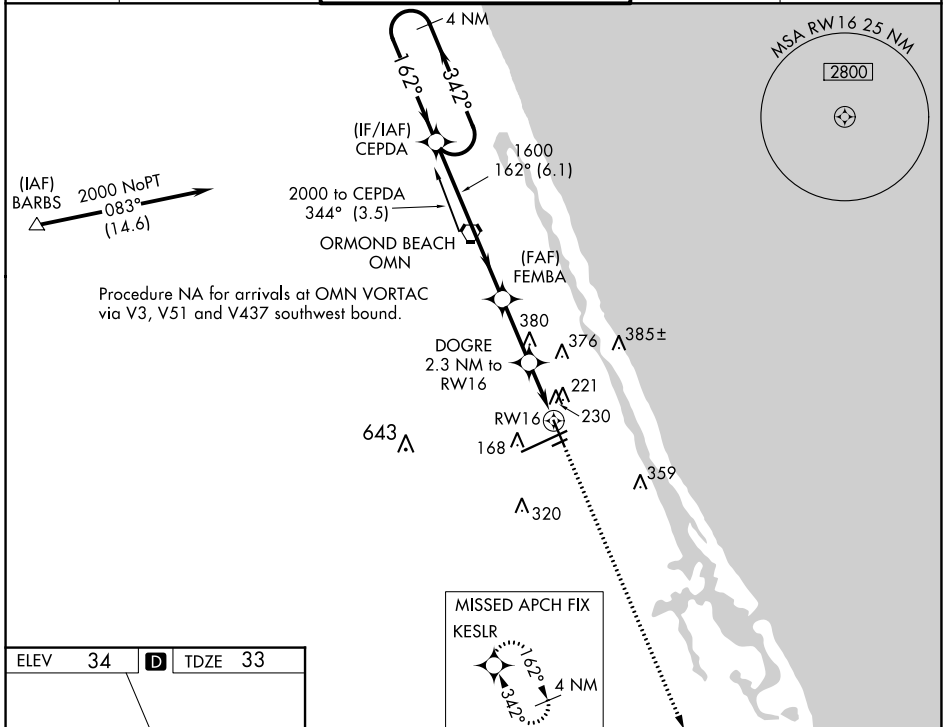 4 NM
162°
342°
MSA RW16 25 NM
2800
(IF/IAF)
CEPDA
1600
162° (6.1)
(IAF)
BARBS
2000 NoPT
083°
(14.6)
2000 to CEPDA
344° (3.5)
ORMOND BEACH
OMN
(FAF)
FEMBA
Procedure NA for arrivals at OMN VORTAC
via V3, V51 and V437 southwest bound.
380
376
385±
DOGRE
2.3 NM to
RW16
221
230
RW16
643
168
359
320
MISSED APCH FIX
KESLR
162°
342°
4 NM
ELEV 34 D TDZE 33